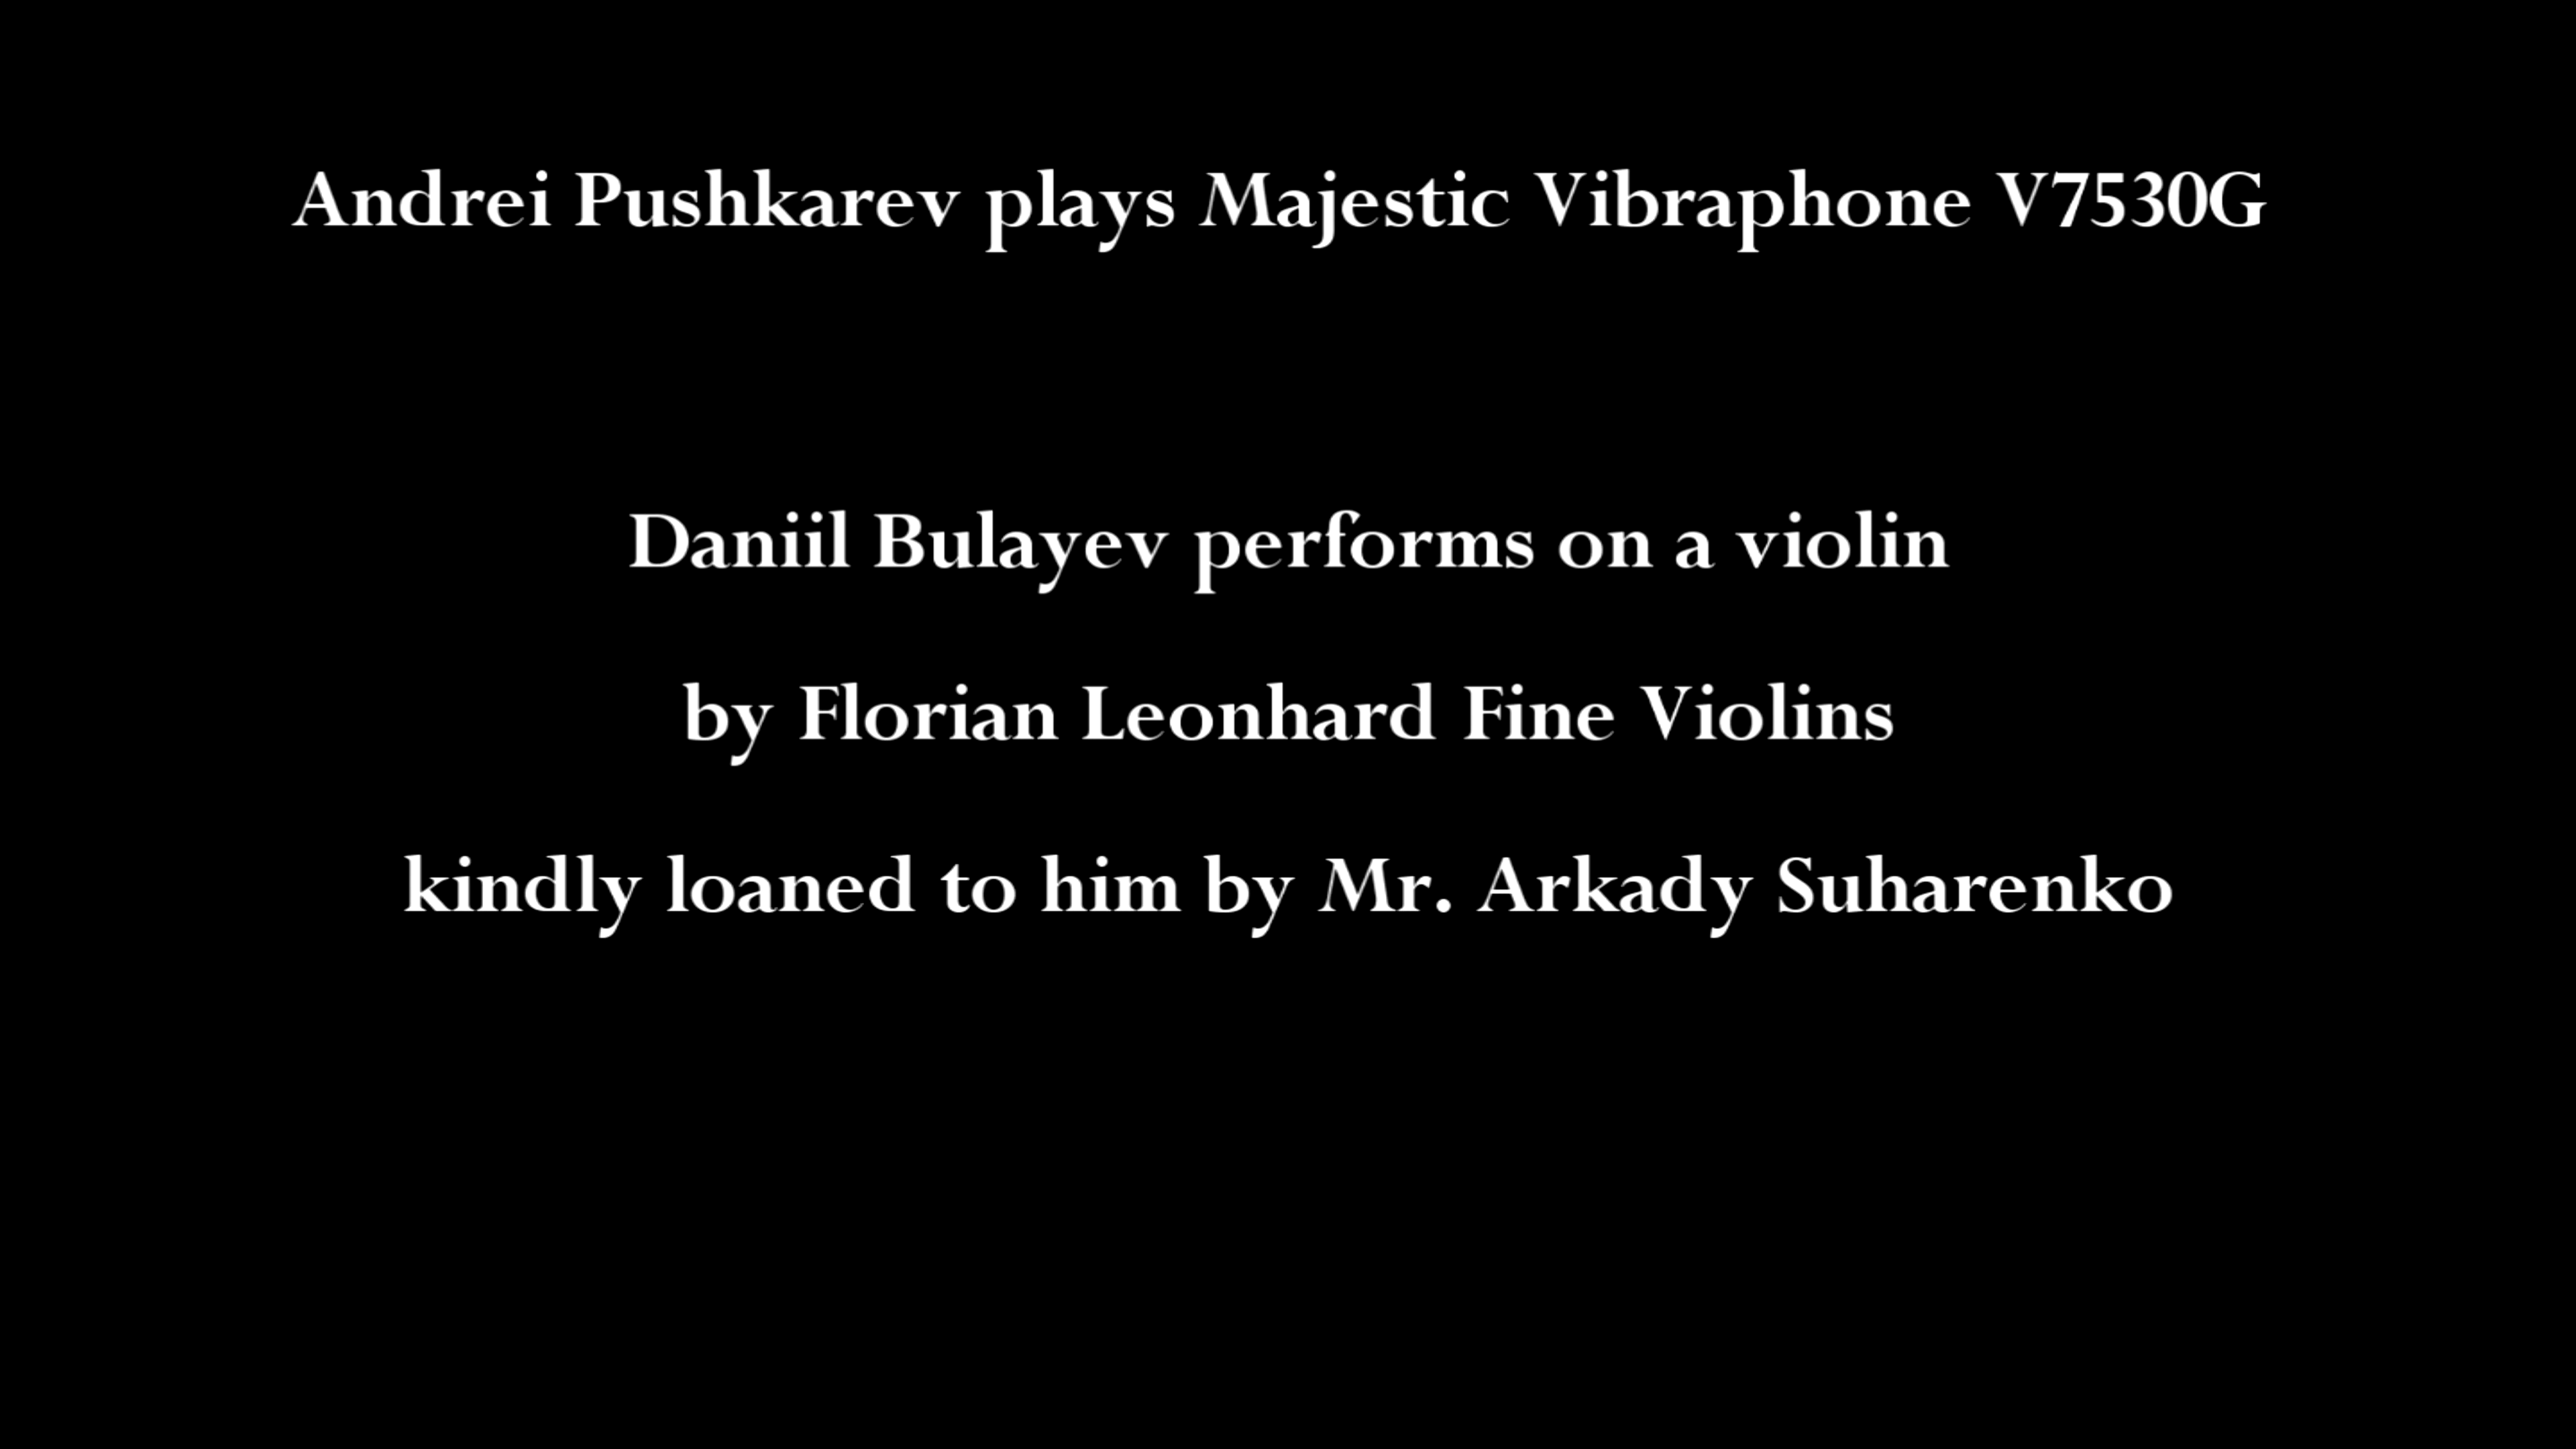 Andrei Pushkarev plays Majestic Vibraphone V7530G
Daniil Bulayev performs on a violin
by Florian Leonhard Fine Violins
kindly loaned to him by Mr. Arkady Suharenko